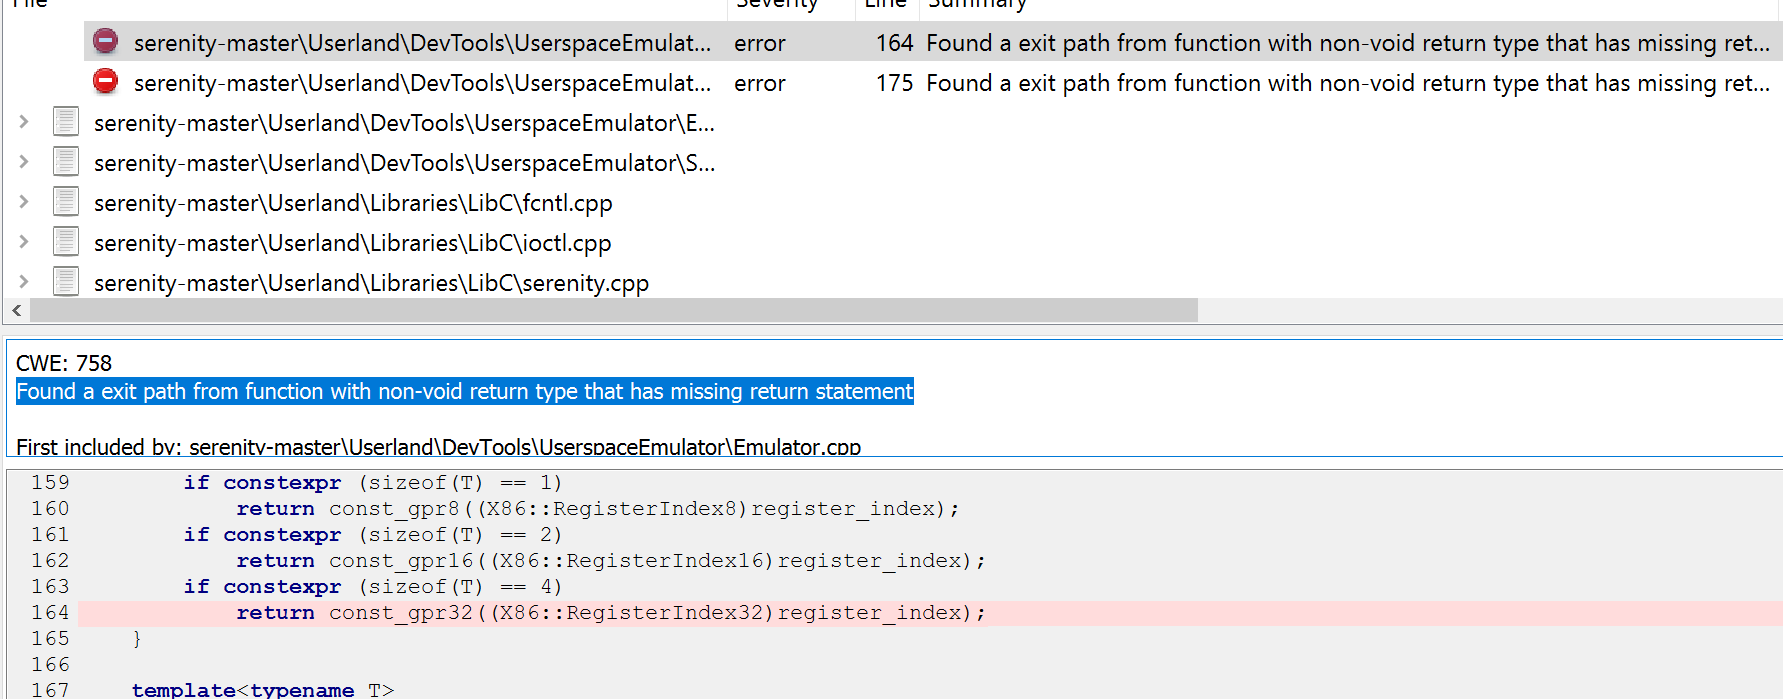 File Severity Line Summary
serenity-master\Userland\DevTools\UserspaceEmulat... error 164 Found a exit path from function with non-void return type that has missing ret...
serenity-master\Userland\DevTools\UserspaceEmulat... error 175 Found a exit path from function with non-void return type that has missing ret...
serenity-master\Userland\DevTools\UserspaceEmulator\E...
serenity-master\Userland\DevTools\UserspaceEmulator\S...
serenity-master\Userland\Libraries\LibC\fcntl.cpp
serenity-master\Userland\Libraries\LibC\ioctl.cpp
serenity-master\Userland\Libraries\LibC\serenity.cpp
CWE: 758
Found a exit path from function with non-void return type that has missing return statement
First included by: serenity-master\Userland\DevTools\UserspaceEmulator\Emulator.cpp
159 if constexpr (sizeof(T) == 1)
160 return const_gpr8((X86::RegisterIndex8)register_index);
161 if constexpr (sizeof(T) == 2)
162 return const_gpr16((X86::RegisterIndex16)register_index);
163 if constexpr (sizeof(T) == 4)
164 return const_gpr32((X86::RegisterIndex32)register_index);
165 }
166
167 template<typename T>